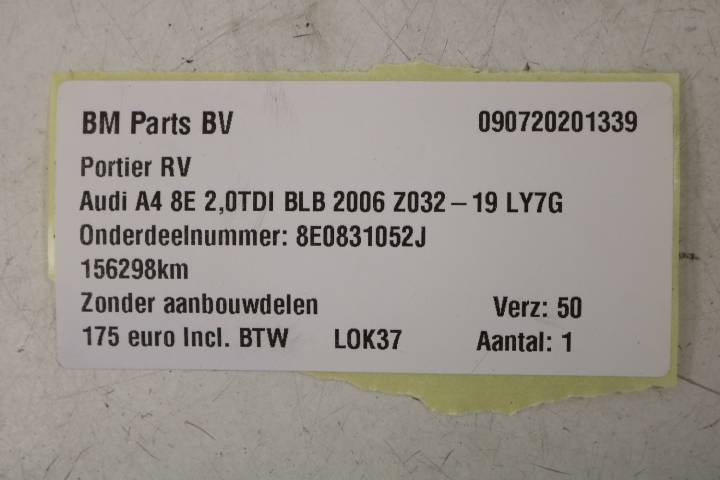 BM Parts BV 090720201339
Portier RV
Audi A4 8E 2,0TDI BLB 2006 Z032-19 LY7G
Onderdeelnummer: 8E0831052J
156298km
Zonder aanbouwdelen Verz: 50
175 euro Incl. BTW LOK37 Aantal: 1